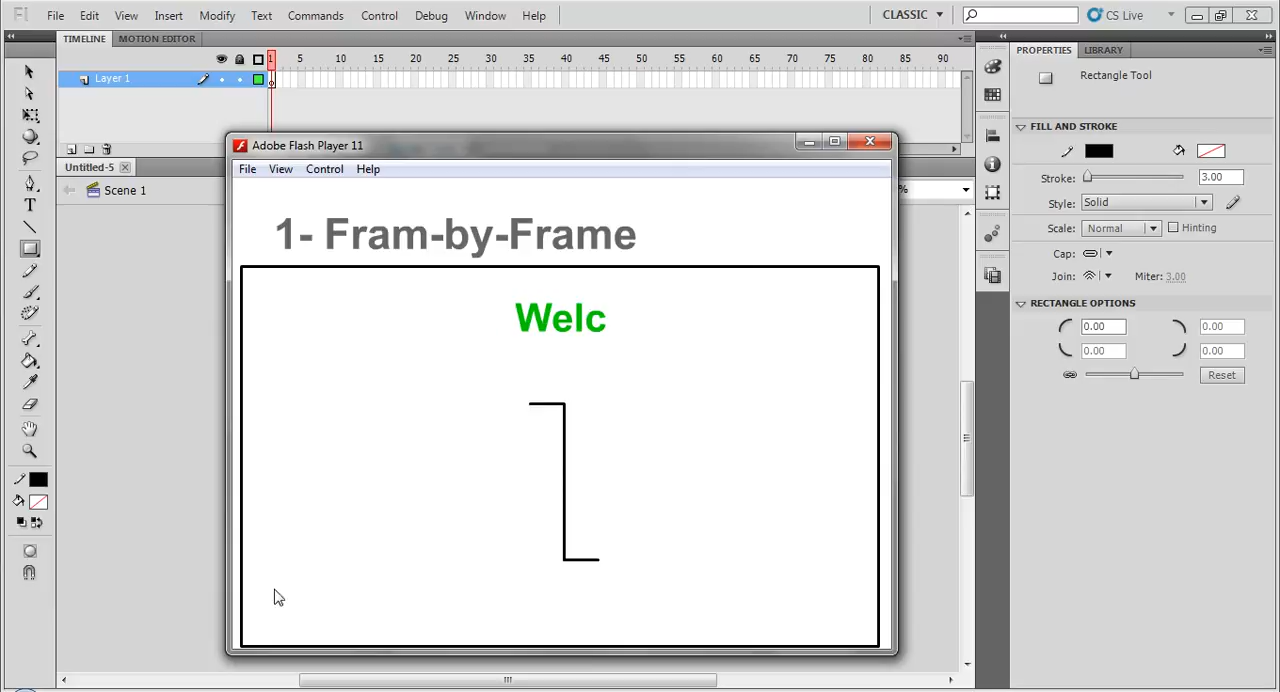 Fl File Edit View Insert Modify Text Commands Control Debug Window Help CLASSIC CS Live
TIMELINE MOTION EDITOR
1 5 10 15 20 25 30 35 40 45 50 55 60 65 70 75 80 85 90
Layer 1
Untitled-5
Scene 1
%
Adobe Flash Player 11
File View Control Help
1- Fram-by-Frame
Welc
PROPERTIES LIBRARY
Rectangle Tool
FILL AND STROKE
Stroke: 3.00
Style: Solid
Scale: Normal Hinting
Cap:
Join: Miter: 3.00
RECTANGLE OPTIONS
0.00 0.00
0.00 0.00
Reset